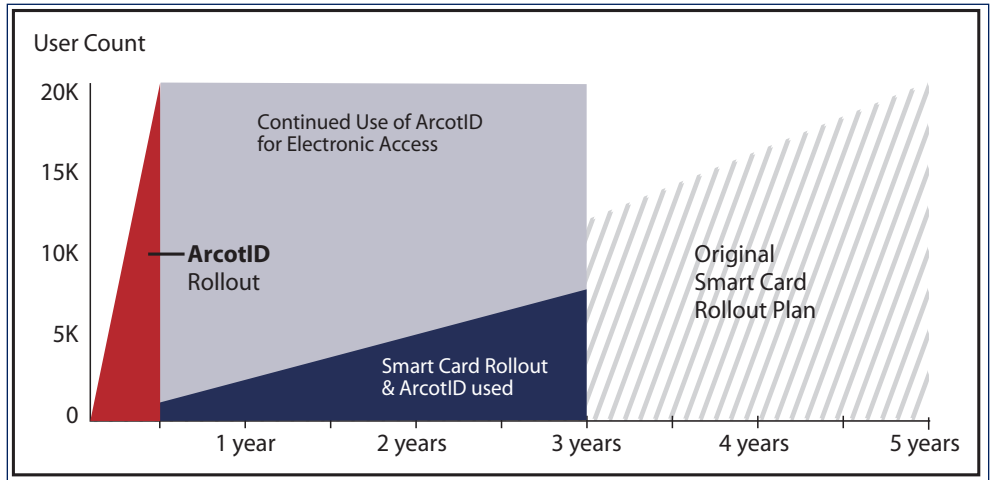 User Count
20K
15K
10K
5K
0
Continued Use of ArcotID
for Electronic Access
ArcotID
Rollout
Smart Card Rollout
& ArcotID used
Original
Smart Card
Rollout Plan
1 year
2 years
3 years
4 years
5 years